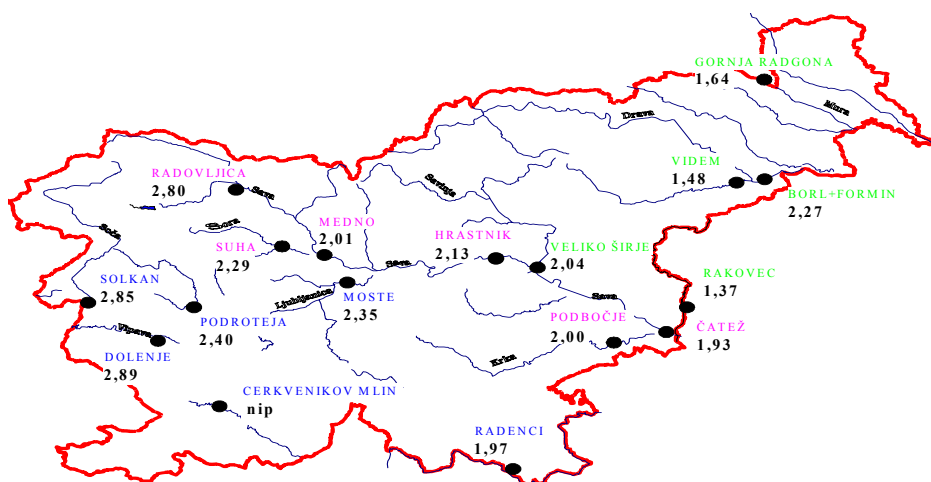 GORNJA RADGONA
1,64
Mura
Drava
VIDEM
1,48
BORL+FORMIN
2,27
RADOVLJICA
2,80
Sava
Savinja
Sora
MEDNO
2,01
SUHA
2,29
HRASTNIK
2,13
VELIKO ŠIRJE
2,04
Soča
Sava
RAKOVEC
1,37
SOLKAN
2,85
Ljubljanica
MOSTE
2,35
Sava
PODROTEJA
2,40
PODBOČJE
2,00
ČATEŽ
1,93
Vipava
DOLENJE
2,89
Krka
CERKVENIKOV MLIN
nip
RADENCI
1,97